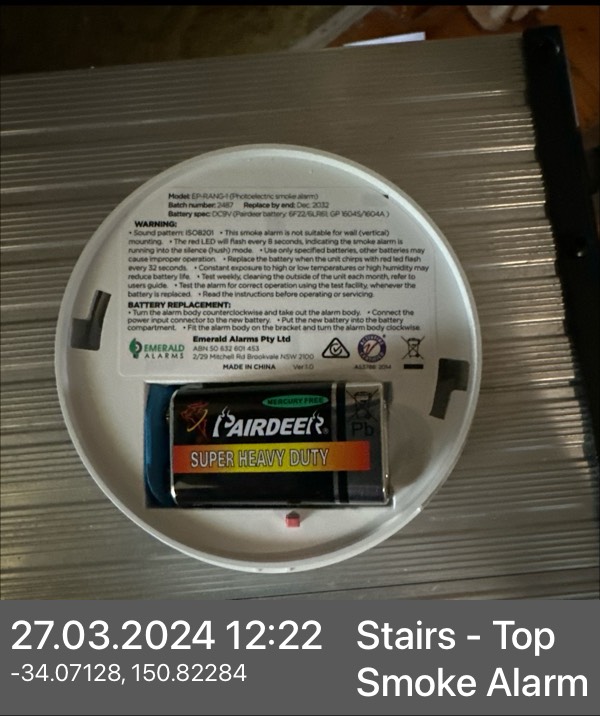 Model: EP-RANG-1 (Photoelectric smoke alarm)
Batch number: 2487 Replace by end: Dec. 2032
Battery spec: DC9V (Pairdeer battery: 6F22/6LR61; GP 1604S/1604A)
WARNING:
• Sound pattern: ISO8201 • This smoke alarm is not suitable for wall (vertical)
mounting. • The red LED will flash every 8 seconds, indicating the smoke alarm is
running into the silence (hush) mode. • Use only specified batteries, other batteries may
cause improper operation. • Replace the battery when the unit chirps with red led flash
every 32 seconds. • Constant exposure to high or low temperatures or high humidity may
reduce battery life. • Test weekly, cleaning the outside of the unit each month, refer to
users guide. • Test the alarm for correct operation using the test facility, whenever the
battery is replaced. • Read the instructions before operating or servicing.
BATTERY REPLACEMENT:
• Turn the alarm body counterclockwise and take out the alarm body. • Connect the
power input connector to the new battery. • Put the new battery into the battery
compartment. • Fit the alarm body on the bracket and turn the alarm body clockwise.
EMERALD
ALARMS
Emerald Alarms Pty Ltd
ABN 50 632 601 453
2/29 Mitchell Rd Brookvale NSW 2100
MADE IN CHINA Ver:1.0
AS3786: 2014
MERCURY FREE
PAIRDEER
Pb
SUPER HEAVY DUTY
27.03.2024 12:22
-34.07128, 150.82284
Stairs - Top
Smoke Alarm